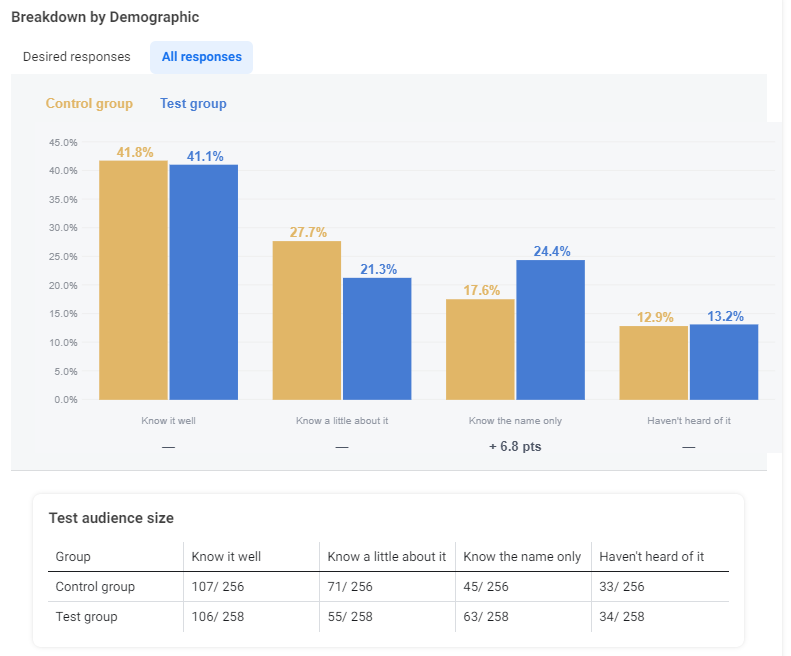 Breakdown by Demographic
Desired responses All responses
Control group Test group
45.0%
40.0%
35.0%
30.0%
25.0%
20.0%
15.0%
10.0%
5.0%
0.0%
41.8% 41.1%
27.7% 21.3%
17.6% 24.4%
12.9% 13.2%
Know it well Know a little about it Know the name only Haven't heard of it
— — + 6.8 pts —
Test audience size
Group Know it well Know a little about it Know the name only Haven't heard of it
Control group 107/ 256 71/ 256 45/ 256 33/ 256
Test group 106/ 258 55/ 258 63/ 258 34/ 258